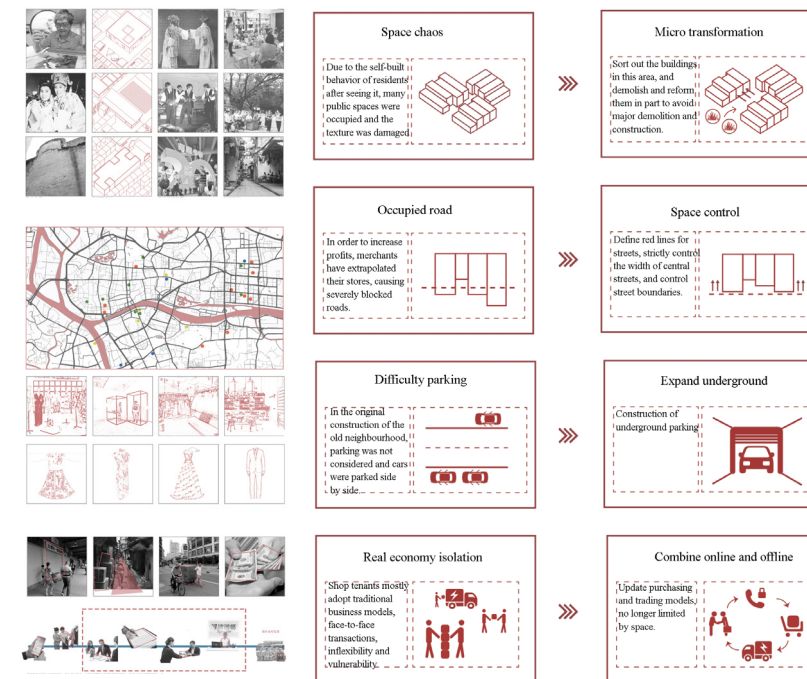 Space chaos
Due to the self-built
behavior of residents
after seeing it, many
public spaces were
occupied and the
texture was damaged
Micro transformation
Sort out the buildings
in this area, and
demolish and reform
them in part to avoid
major demolition and
construction.
Occupied road
In order to increase
profits, merchants
have extrapolated
their stores, causing
severely blocked
roads.
Space control
Define red lines for
streets, strictly control
the width of central
streets, and control
street boundaries.
Difficulty parking
In the original
construction of the
old neighbourhood,
parking was not
considered and cars
were parked side
by side.
Expand underground
Construction of
underground parking
Real economy isolation
Shop tenants mostly
adopt traditional
business models,
face-to-face
transactions,
inflexibility and
vulnerability.
Combine online and offline
Update purchasing
and trading models,
no longer limited
by space.